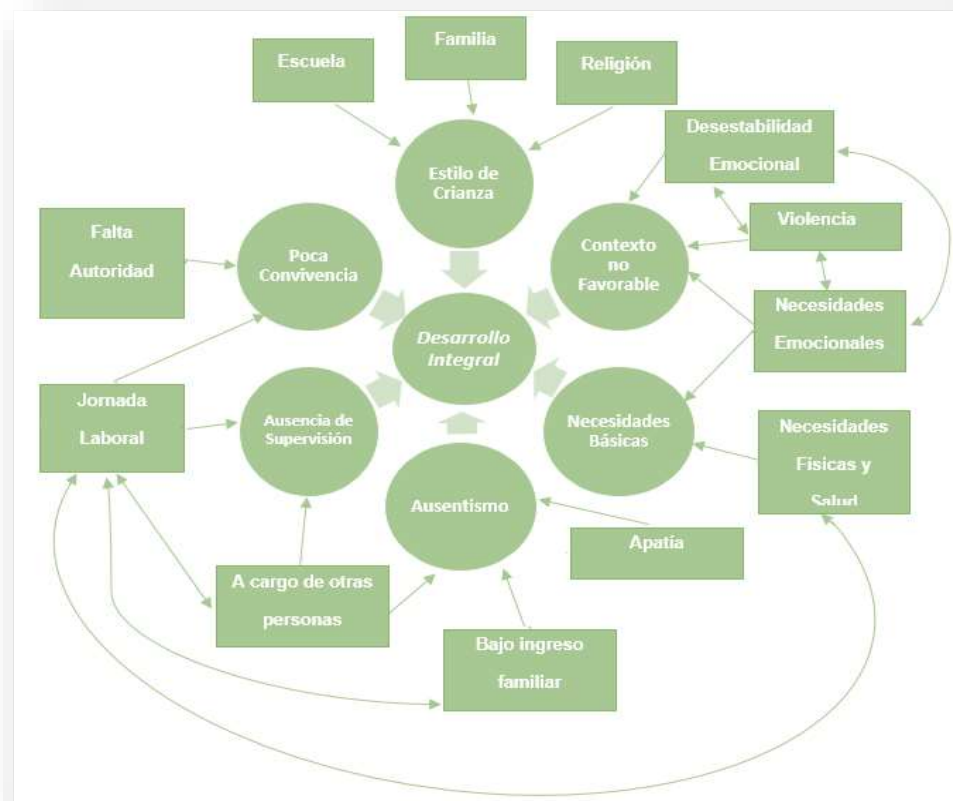 Familia
Escuela
Religión
Desestabilidad
Emocional
Estilo de
Crianza
Falta
Autoridad
Poca
Convivencia
Contexto
no
Favorable
Violencia
Necesidades
Emocionales
Desarrollo
Integral
Jornada
Laboral
Ausencia de
Supervisión
Necesidades
Básicas
Necesidades
Físicas y
Salud
Ausentismo
Apatía
A cargo de otras
personas
Bajo ingreso
familiar